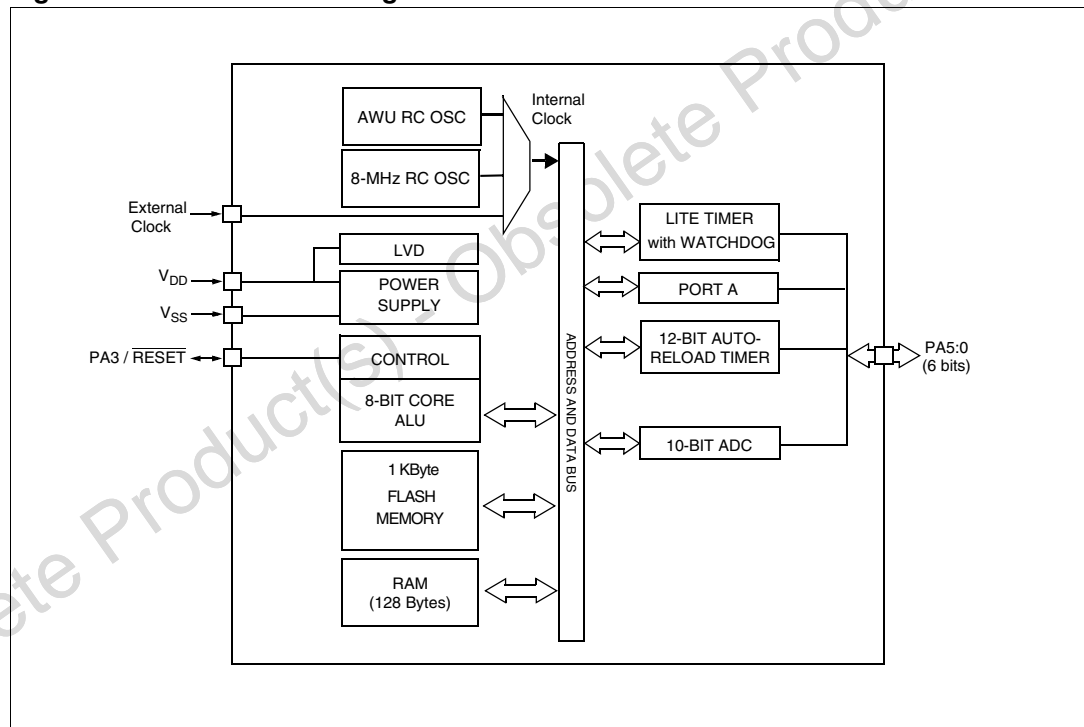 AWU RC OSC
8-MHz RC OSC
Internal
Clock
External
Clock
LVD
VDD
POWER
SUPPLY
VSS
PA3 / RESET
CONTROL
8-BIT CORE
ALU
1 KByte
FLASH
MEMORY
RAM
(128 Bytes)
ADDRESS AND DATA BUS
LITE TIMER
with WATCHDOG
PORT A
12-BIT AUTO-
RELOAD TIMER
10-BIT ADC
PA5:0
(6 bits)
Product(s) - Obsolete